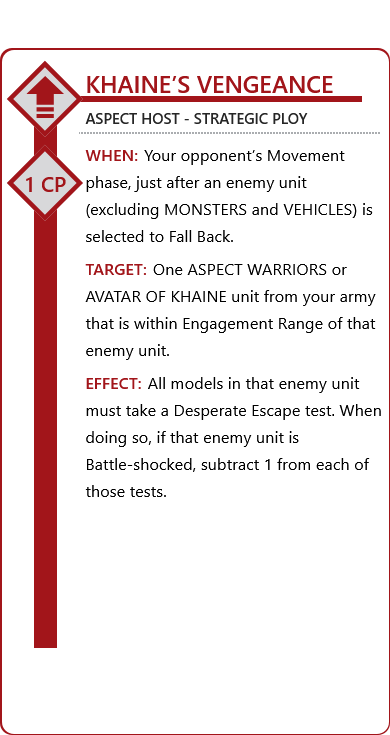 KHAINE’S VENGEANCE
ASPECT HOST - STRATEGIC PLOY
1 CP
WHEN: Your opponent’s Movement
phase, just after an enemy unit
(excluding MONSTERS and VEHICLES) is
selected to Fall Back.
TARGET: One ASPECT WARRIORS or
AVATAR OF KHAINE unit from your army
that is within Engagement Range of that
enemy unit.
EFFECT: All models in that enemy unit
must take a Desperate Escape test. When
doing so, if that enemy unit is
Battle-shocked, subtract 1 from each of
those tests.